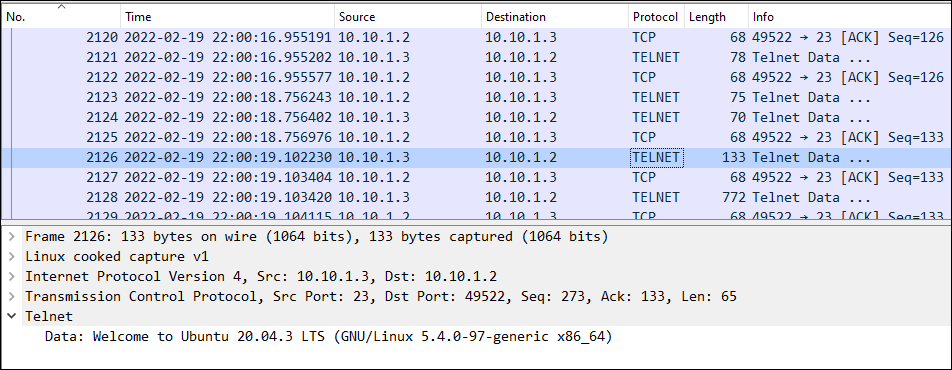 No. Time Source Destination Protocol Length Info
2120 2022-02-19 22:00:16.955191 10.10.1.2 10.10.1.3 TCP 68 49522 → 23 [ACK] Seq=126
2121 2022-02-19 22:00:16.955202 10.10.1.3 10.10.1.2 TELNET 78 Telnet Data ...
2122 2022-02-19 22:00:16.955577 10.10.1.2 10.10.1.3 TCP 68 49522 → 23 [ACK] Seq=126
2123 2022-02-19 22:00:18.756243 10.10.1.2 10.10.1.3 TELNET 75 Telnet Data ...
2124 2022-02-19 22:00:18.756402 10.10.1.3 10.10.1.2 TELNET 70 Telnet Data ...
2125 2022-02-19 22:00:18.756976 10.10.1.2 10.10.1.3 TCP 68 49522 → 23 [ACK] Seq=133
2126 2022-02-19 22:00:19.102230 10.10.1.3 10.10.1.2 TELNET 133 Telnet Data ...
2127 2022-02-19 22:00:19.103404 10.10.1.2 10.10.1.3 TCP 68 49522 → 23 [ACK] Seq=133
2128 2022-02-19 22:00:19.103420 10.10.1.3 10.10.1.2 TELNET 772 Telnet Data ...
2129 2022-02-19 22:00:19.104115 10.10.1.2 10.10.1.3 TCP 68 49522 → 23 [ACK] Seq=133
Frame 2126: 133 bytes on wire (1064 bits), 133 bytes captured (1064 bits)
Linux cooked capture v1
Internet Protocol Version 4, Src: 10.10.1.3, Dst: 10.10.1.2
Transmission Control Protocol, Src Port: 23, Dst Port: 49522, Seq: 273, Ack: 133, Len: 65
Telnet
Data: Welcome to Ubuntu 20.04.3 LTS (GNU/Linux 5.4.0-97-generic x86_64)